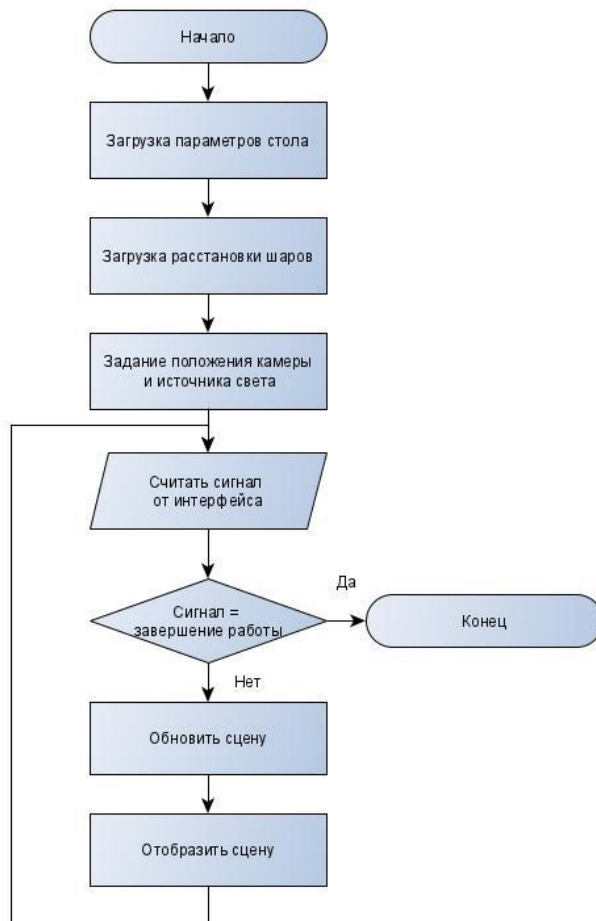 Начало
Загрузка параметров стола
Загрузка расстановки шаров
Задание положения камеры
и источника света
Считать сигнал
от интерфейса
Сигнал =
завершение работы
Да
Конец
Нет
Обновить сцену
Отобразить сцену